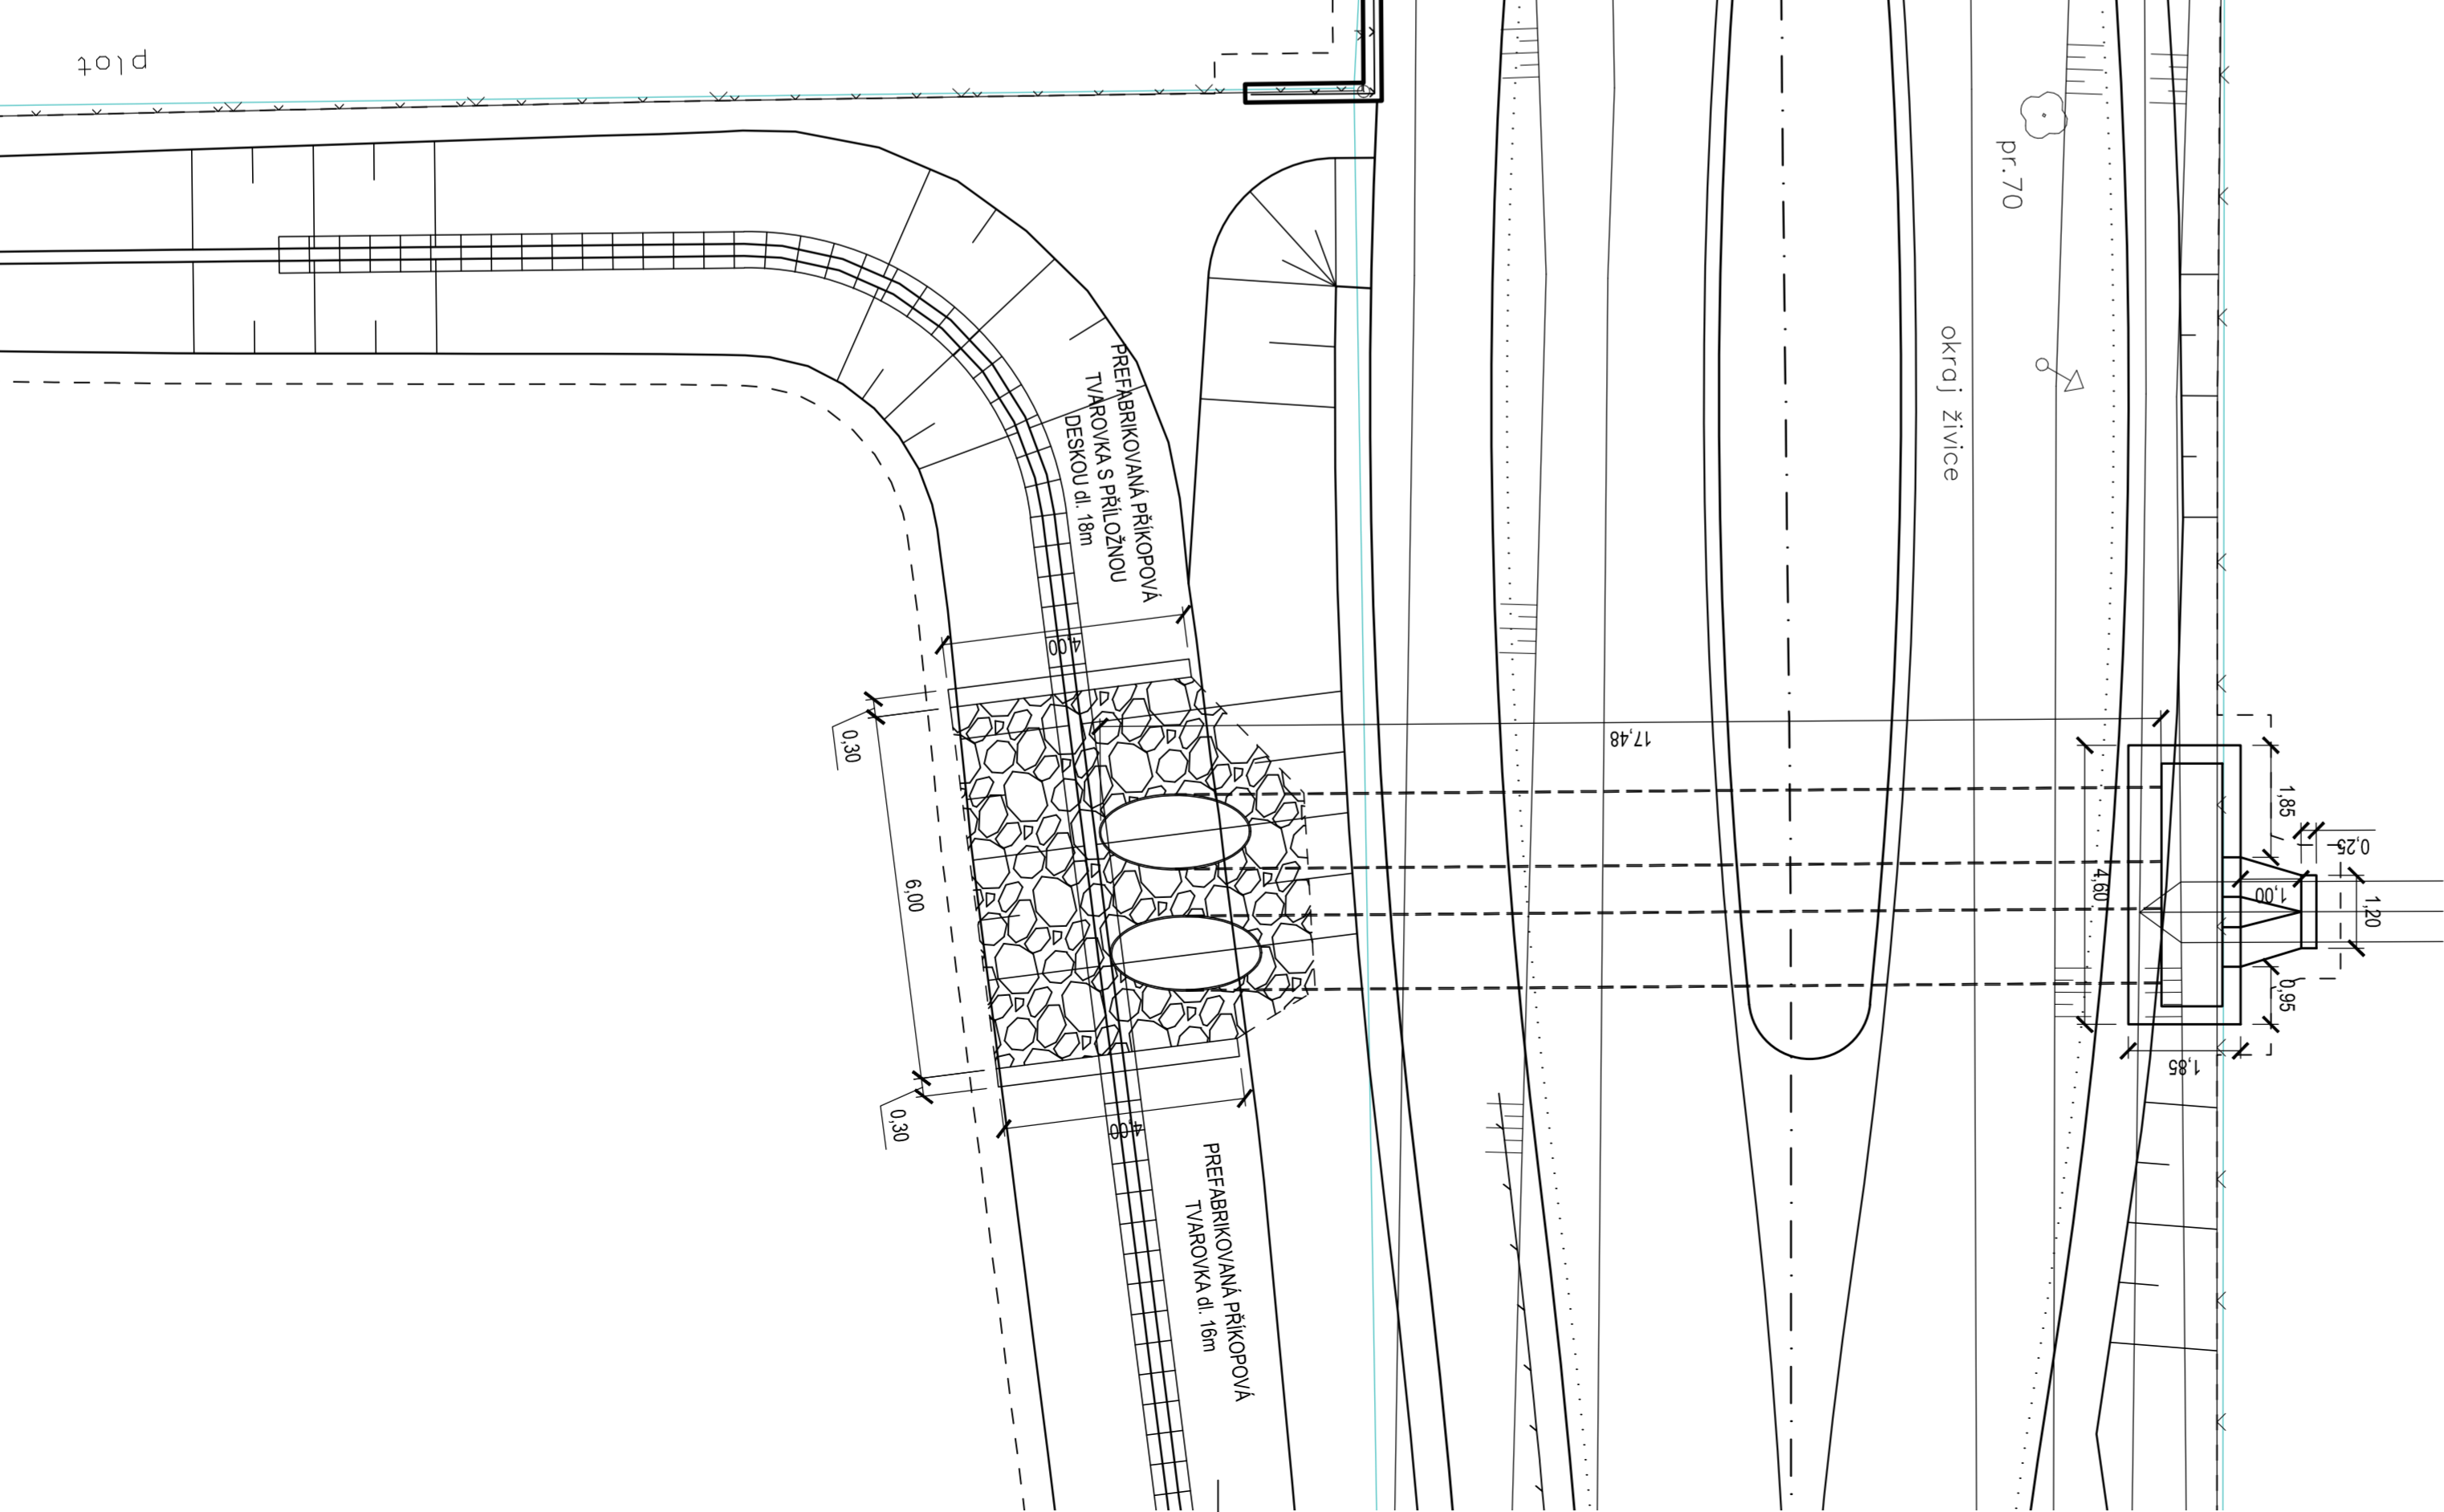 plot
pr.70
okraj živice
PREFABRIKOVANÁ PŘÍKOPOVÁ
TVAROVKA S PŘÍLOŽNOU
DESKOU dl. 18m
4,00
0,30
17,48
6,00
1,85
0,25
4,60
1,00
1,20
0,95
1,85
0,30
4,00
PREFABRIKOVANÁ PŘÍKOPOVÁ
TVAROVKA dl. 16m